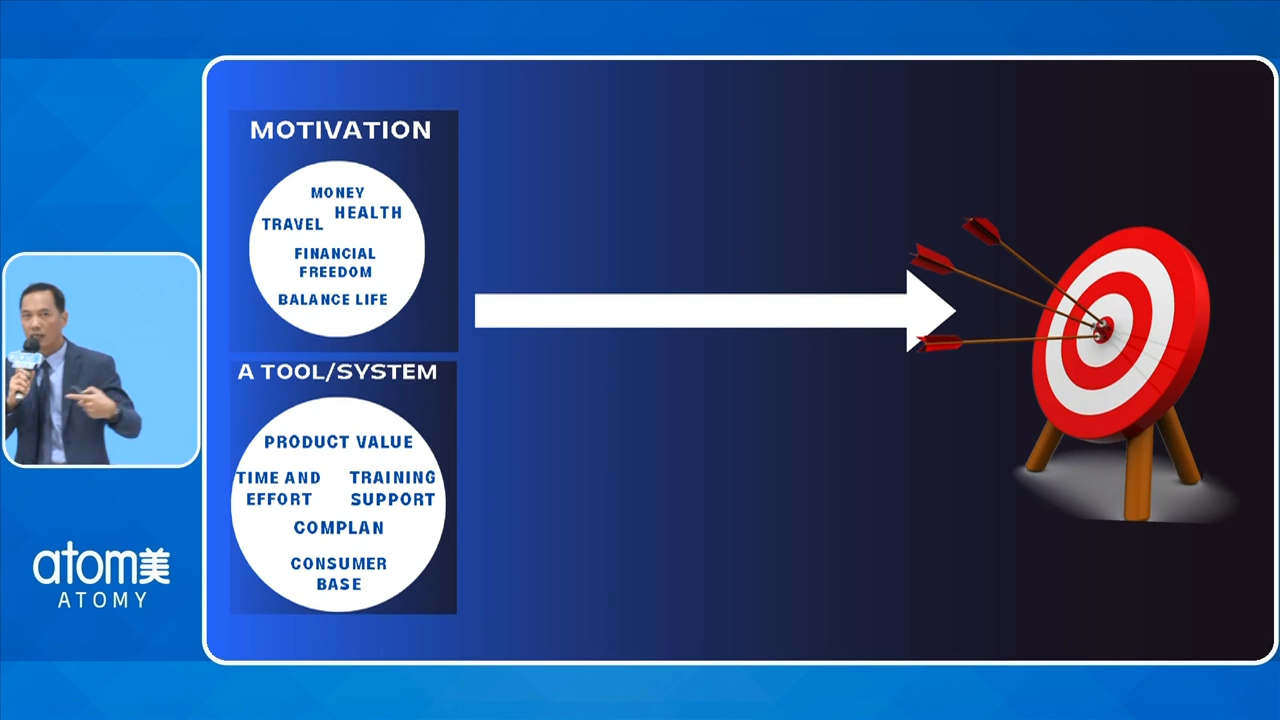 MOTIVATION
MONEY
HEALTH
TRAVEL
FINANCIAL
FREEDOM
BALANCE LIFE
A TOOL/SYSTEM
PRODUCT VALUE
TIME AND
EFFORT
TRAINING
SUPPORT
COMPLAN
CONSUMER
BASE
atom美
ATOMY